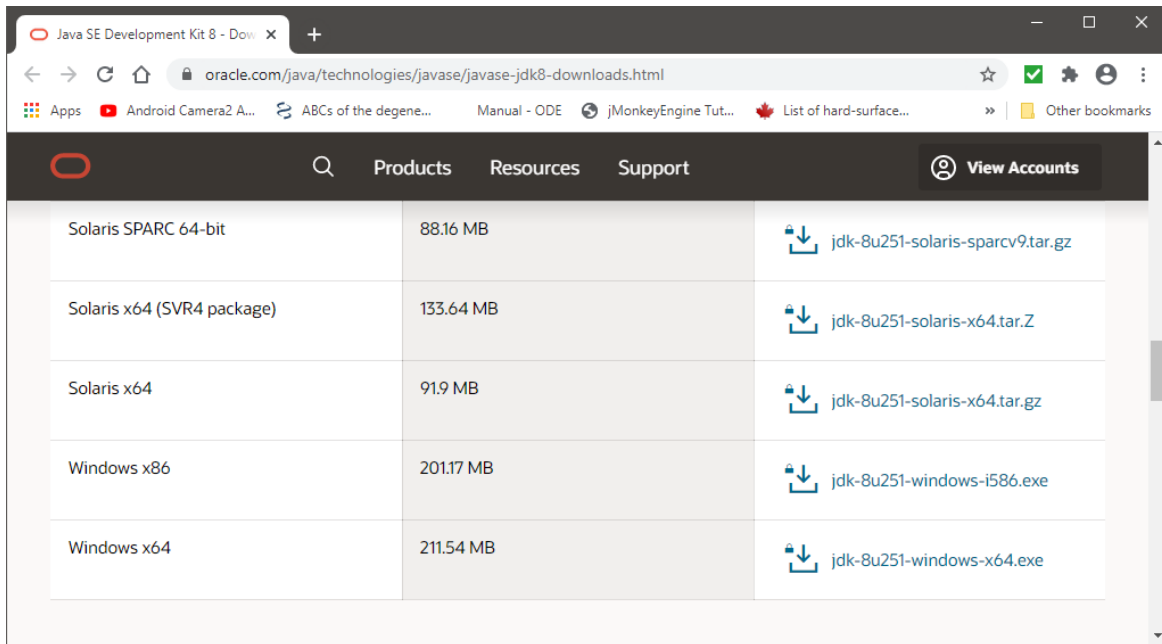 Java SE Development Kit 8 - Dow
oracle.com/java/technologies/javase/javase-jdk8-downloads.html
Apps Android Camera2 A... ABCs of the degene... Manual - ODE jMonkeyEngine Tut... List of hard-surface... » Other bookmarks
Products Resources Support View Accounts
Solaris SPARC 64-bit 88.16 MB jdk-8u251-solaris-sparcv9.tar.gz
Solaris x64 (SVR4 package) 133.64 MB jdk-8u251-solaris-x64.tar.Z
Solaris x64 91.9 MB jdk-8u251-solaris-x64.tar.gz
Windows x86 201.17 MB jdk-8u251-windows-i586.exe
Windows x64 211.54 MB jdk-8u251-windows-x64.exe